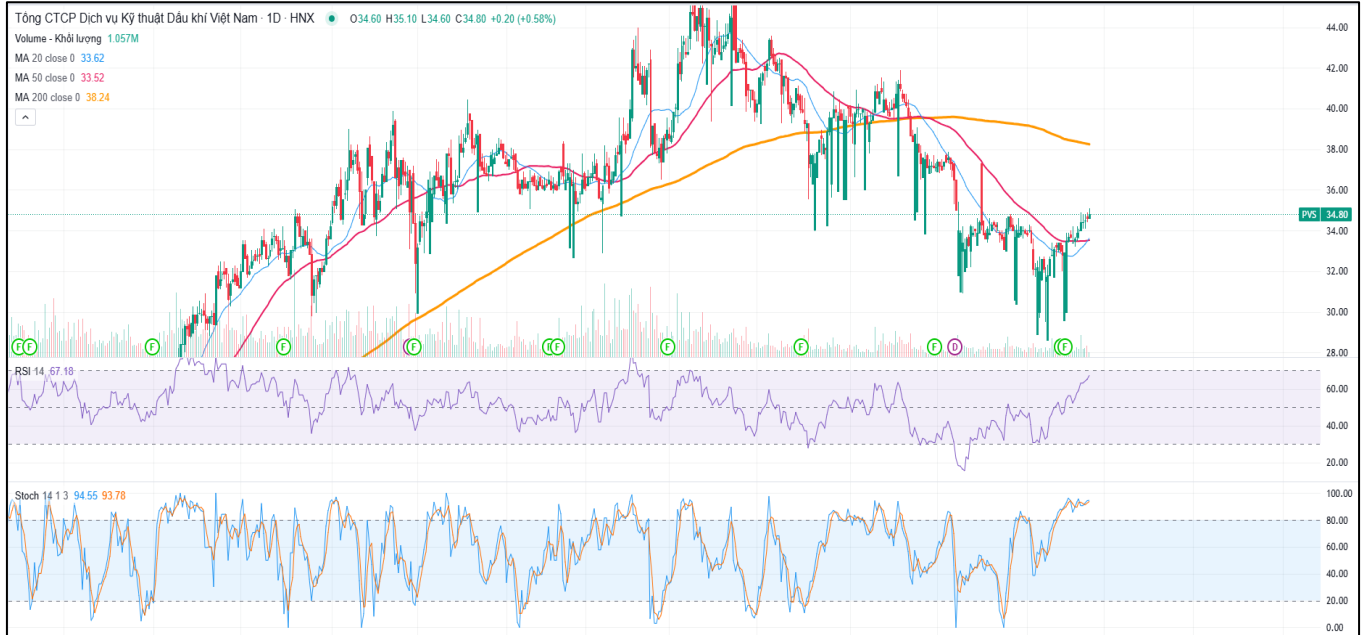 Tổng CTCP Dịch vụ Kỹ thuật Dầu khí Việt Nam · 1D · HNX O34.60 H35.10 L34.60 C34.80 +0.20 (+0.58%)
Volume - Khối lượng 1.057M
MA 20 close 0 33.62
MA 50 close 0 33.52
MA 200 close 0 38.24
44.00
42.00
40.00
38.00
36.00
PVS 34.80
34.00
32.00
30.00
28.00
F F F F F F F F F D F
RSI 14 67.18
60.00
40.00
20.00
Stoch 14 1 3 94.55 93.78
100.00
80.00
60.00
40.00
20.00
0.00